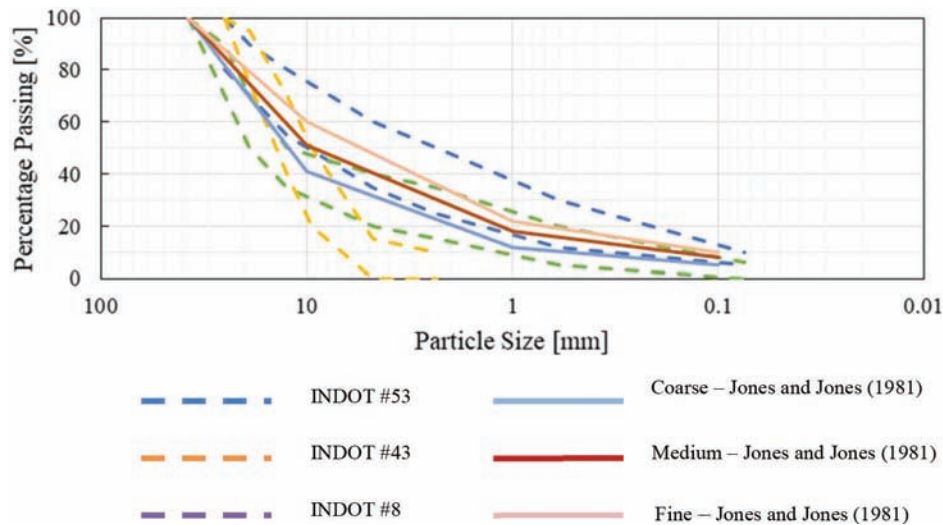 Percentage Passing [%]
100
80
60
40
20
0
100
10
1
0.1
0.01
Particle Size [mm]
INDOT #53
Coarse – Jones and Jones (1981)
INDOT #43
Medium – Jones and Jones (1981)
INDOT #8
Fine – Jones and Jones (1981)